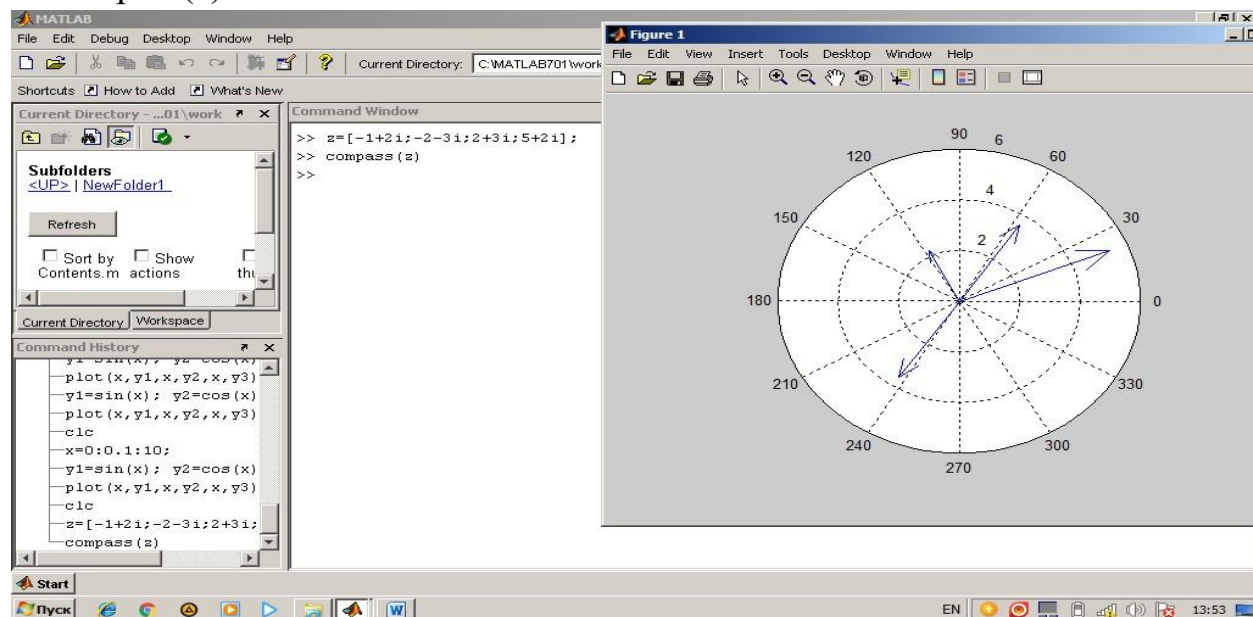 MATLAB
File Edit Debug Desktop Window Help
Current Directory: C:\MATLAB701\work
Shortcuts How to Add What's New
Current Directory - ...01\work
Subfolders
<UP> | NewFolder1
Refresh
Sort by Show
Contents.m actions
Current Directory Workspace
Command History
y1=sin(x); y2=cos(x)
plot(x,y1,x,y2,x,y3)
y1=sin(x); y2=cos(x)
plot(x,y1,x,y2,x,y3)
clc
x=0:0.1:10;
y1=sin(x); y2=cos(x)
plot(x,y1,x,y2,x,y3)
clc
z=[-1+2i;-2-3i;2+3i;
compass(z)
Command Window
>> z=[-1+2i;-2-3i;2+3i;5+2i];
>> compass(z)
>>
Figure 1
File Edit View Insert Tools Desktop Window Help
90
6
120
60
4
150
30
2
180
0
210
330
240
300
270
Start
Пуск
W
EN
13:53